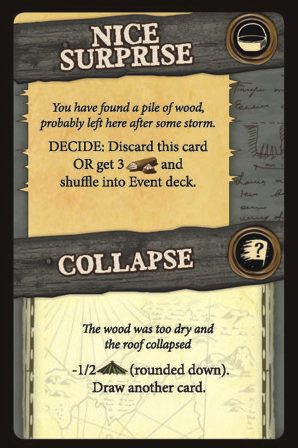 NICE
SURPRISE
You have found a pile of wood,
probably left here after some storm.
DECIDE: Discard this card
OR get 3 and
shuffle into Event deck.
COLLAPSE
?
The wood was too dry and
the roof collapsed
-1/2 (rounded down).
Draw another card.